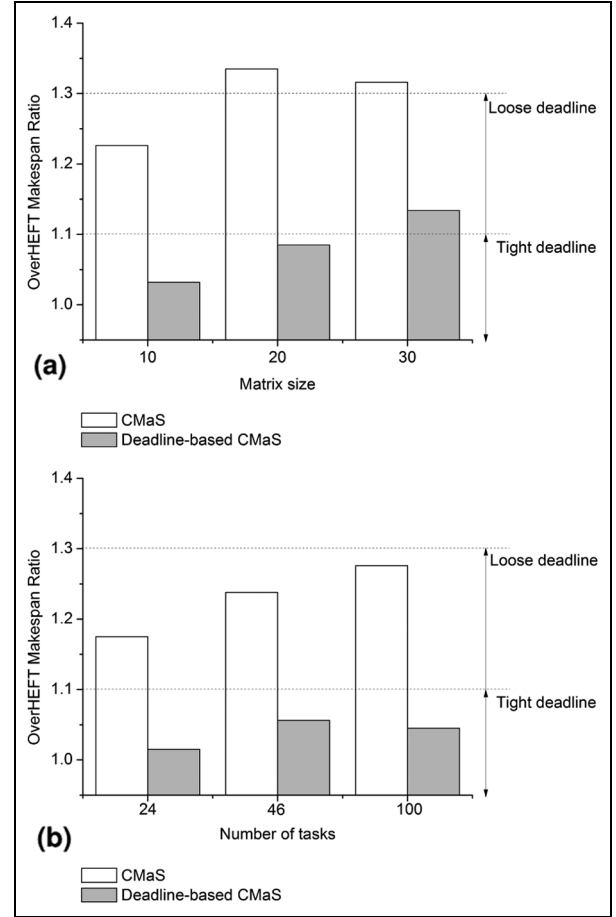 1.4
1.3
1.2
1.1
1.0
OverHEFT Makespan Ratio
Loose deadline
Tight deadline
10
20
30
(a)
Matrix size
CMaS
Deadline-based CMaS
1.4
1.3
1.2
1.1
1.0
OverHEFT Makespan Ratio
Loose deadline
Tight deadline
24
46
100
(b)
Number of tasks
CMaS
Deadline-based CMaS